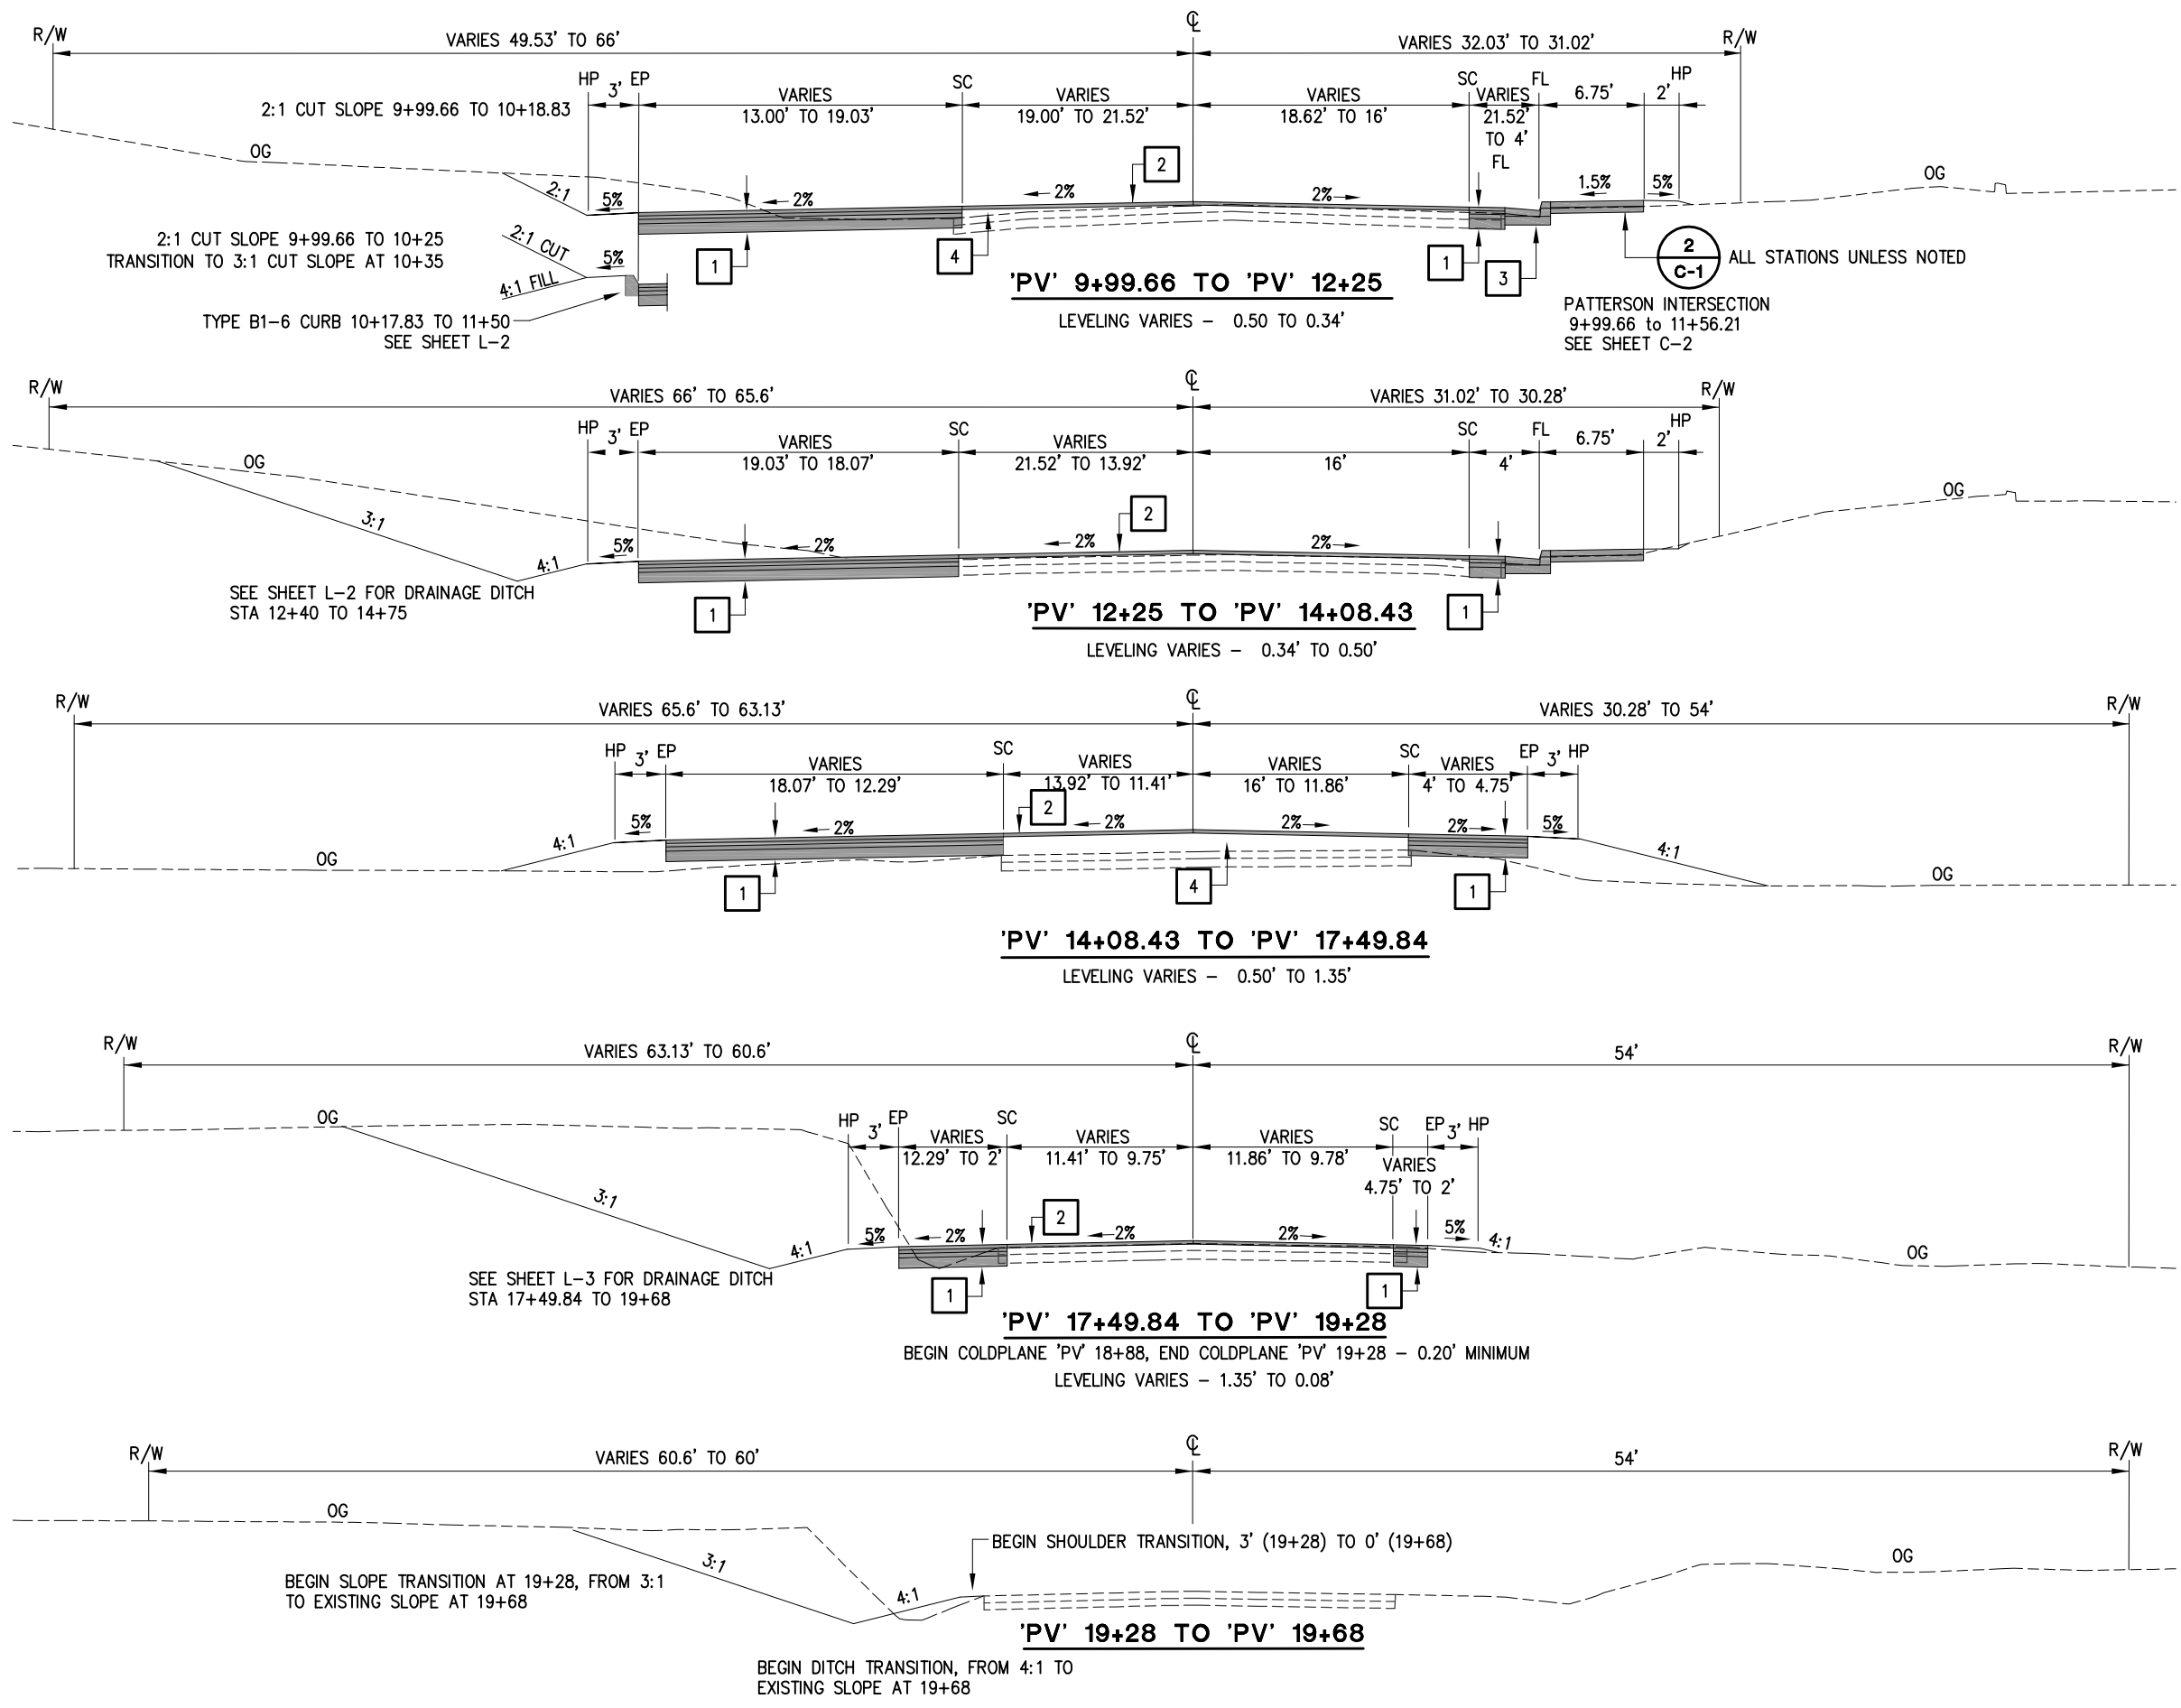 R/W
VARIES 49.53' TO 66'
℄
VARIES 32.03' TO 31.02'
R/W
HP 3' EP
SC
SC
FL
HP
2:1 CUT SLOPE 9+99.66 TO 10+18.83
VARIES
13.00' TO 19.03'
VARIES
19.00' TO 21.52'
VARIES
18.62' TO 16'
VARIES
21.52'
TO 4'
FL
6.75'
2'
OG
2:1
5%
2%
2%
2
2%
1.5%
5%
OG
2:1 CUT SLOPE 9+99.66 TO 10+25
TRANSITION TO 3:1 CUT SLOPE AT 10+35
2:1 CUT
5%
4:1 FILL
1
4
1
3
2
C-1
ALL STATIONS UNLESS NOTED
TYPE B1-6 CURB 10+17.83 TO 11+50
SEE SHEET L-2
'PV' 9+99.66 TO 'PV' 12+25
LEVELING VARIES - 0.50 TO 0.34'
PATTERSON INTERSECTION
9+99.66 to 11+56.21
SEE SHEET C-2
R/W
VARIES 66' TO 65.6'
℄
VARIES 31.02' TO 30.28'
R/W
HP 3' EP
SC
SC
FL
HP
VARIES
19.03' TO 18.07'
VARIES
21.52' TO 13.92'
16'
4'
6.75'
2'
OG
3:1
4:1
5%
2%
2%
2
2%
OG
SEE SHEET L-2 FOR DRAINAGE DITCH
STA 12+40 TO 14+75
1
1
'PV' 12+25 TO 'PV' 14+08.43
LEVELING VARIES - 0.34' TO 0.50'
R/W
VARIES 65.6' TO 63.13'
℄
VARIES 30.28' TO 54'
R/W
HP 3' EP
SC
SC
EP 3' HP
VARIES
18.07' TO 12.29'
VARIES
13.92' TO 11.41'
VARIES
16' TO 11.86'
VARIES
4' TO 4.75'
OG
4:1
5%
2%
2
2%
2%
2%
5%
4:1
OG
1
4
1
'PV' 14+08.43 TO 'PV' 17+49.84
LEVELING VARIES - 0.50' TO 1.35'
R/W
VARIES 63.13' TO 60.6'
℄
54'
R/W
OG
HP 3' EP
SC
SC
EP 3' HP
VARIES
12.29' TO 2'
VARIES
11.41' TO 9.75'
VARIES
11.86' TO 9.78'
VARIES
4.75' TO 2'
3:1
4:1
5%
2%
2
2%
2%
5%
4:1
OG
SEE SHEET L-3 FOR DRAINAGE DITCH
STA 17+49.84 TO 19+68
1
1
'PV' 17+49.84 TO 'PV' 19+28
BEGIN COLDPLANE 'PV' 18+88, END COLDPLANE 'PV' 19+28 - 0.20' MINIMUM
LEVELING VARIES - 1.35' TO 0.08'
R/W
VARIES 60.6' TO 60'
℄
54'
R/W
OG
BEGIN SHOULDER TRANSITION, 3' (19+28) TO 0' (19+68)
OG
3:1
4:1
BEGIN SLOPE TRANSITION AT 19+28, FROM 3:1
TO EXISTING SLOPE AT 19+68
'PV' 19+28 TO 'PV' 19+68
BEGIN DITCH TRANSITION, FROM 4:1 TO
EXISTING SLOPE AT 19+68